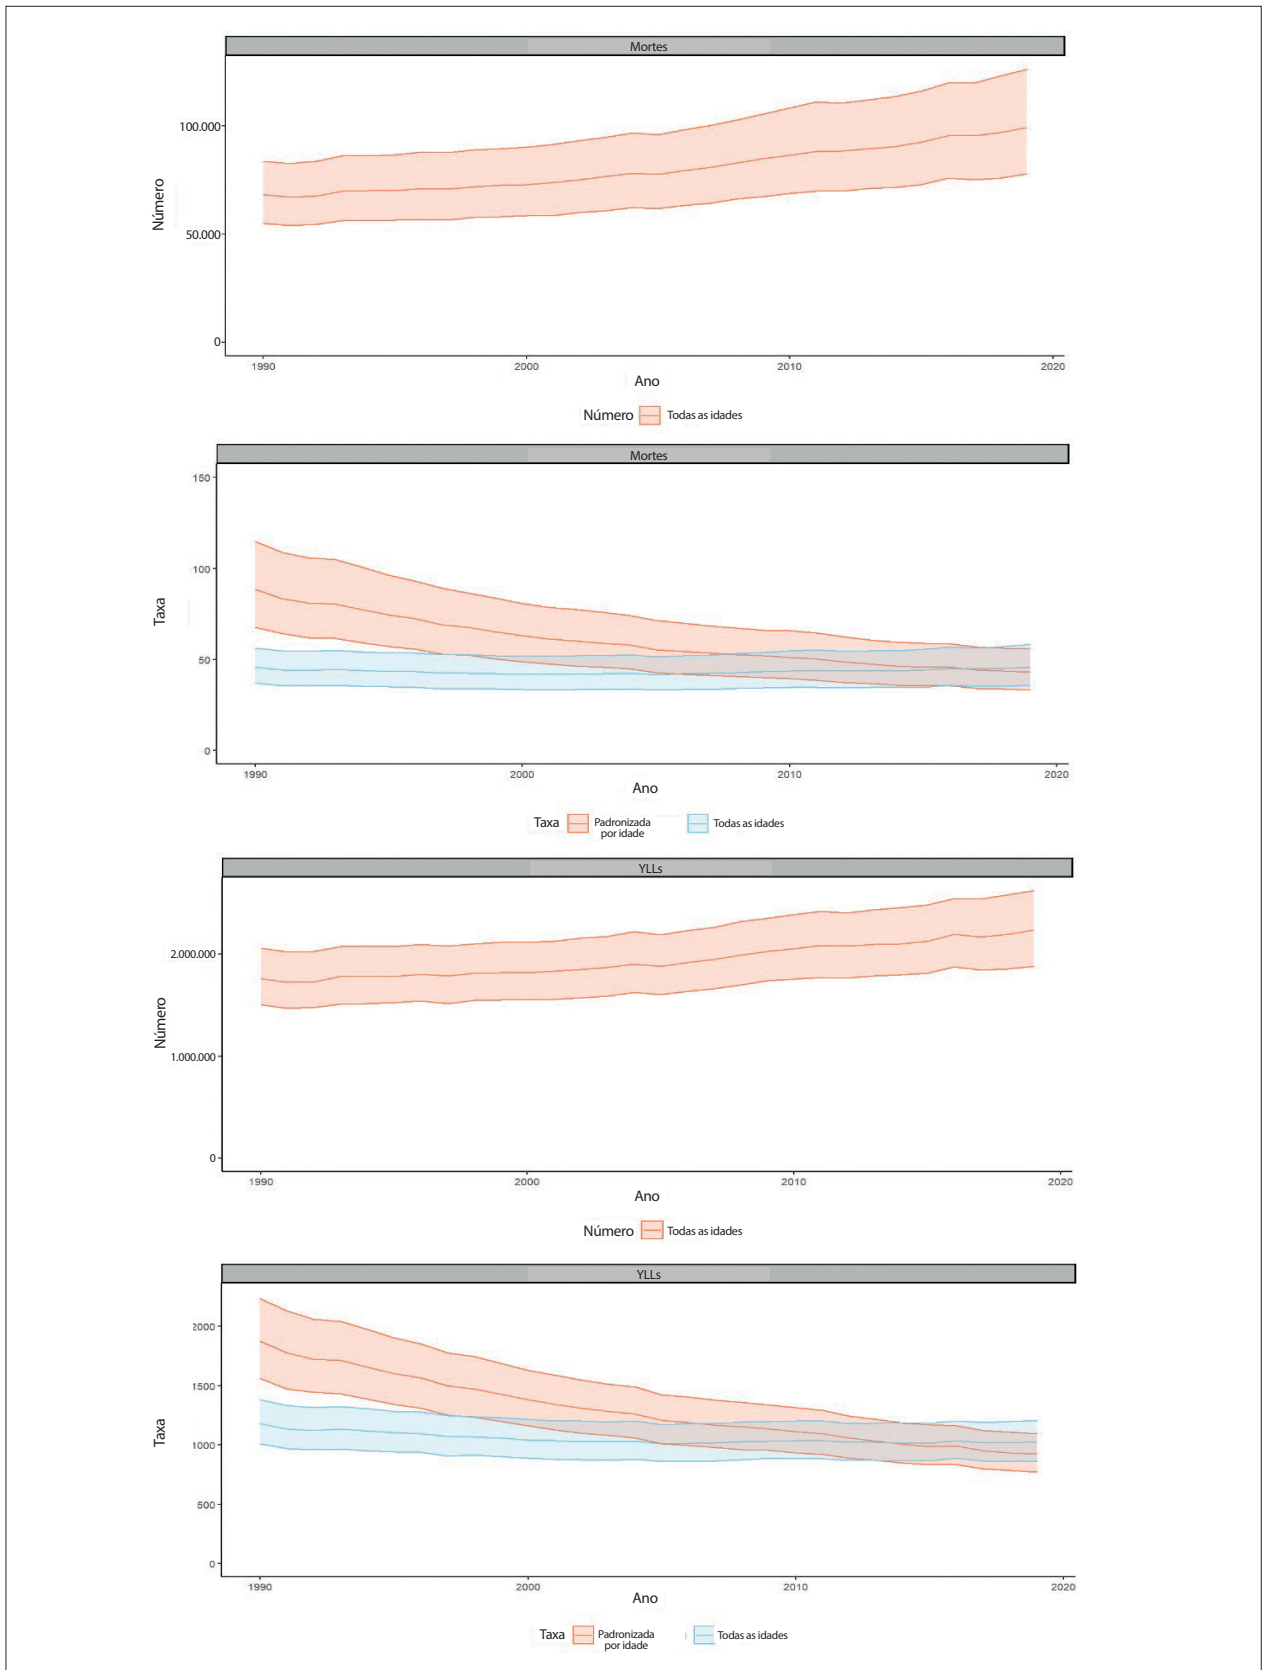 Mortes
100.000
50.000
0
Número
1990 2000 2010 2020
Ano
Número Todas as idades
Mortes
150
100
50
0
Taxa
1990 2000 2010 2020
Ano
Taxa Padronizada por idade Todas as idades
YLLs
2.000.000
1.000.000
0
Número
1990 2000 2010 2020
Ano
Número Todas as idades
YLLs
2000
1500
1000
500
0
Taxa
1990 2000 2010 2020
Ano
Taxa Padronizada por idade Todas as idades